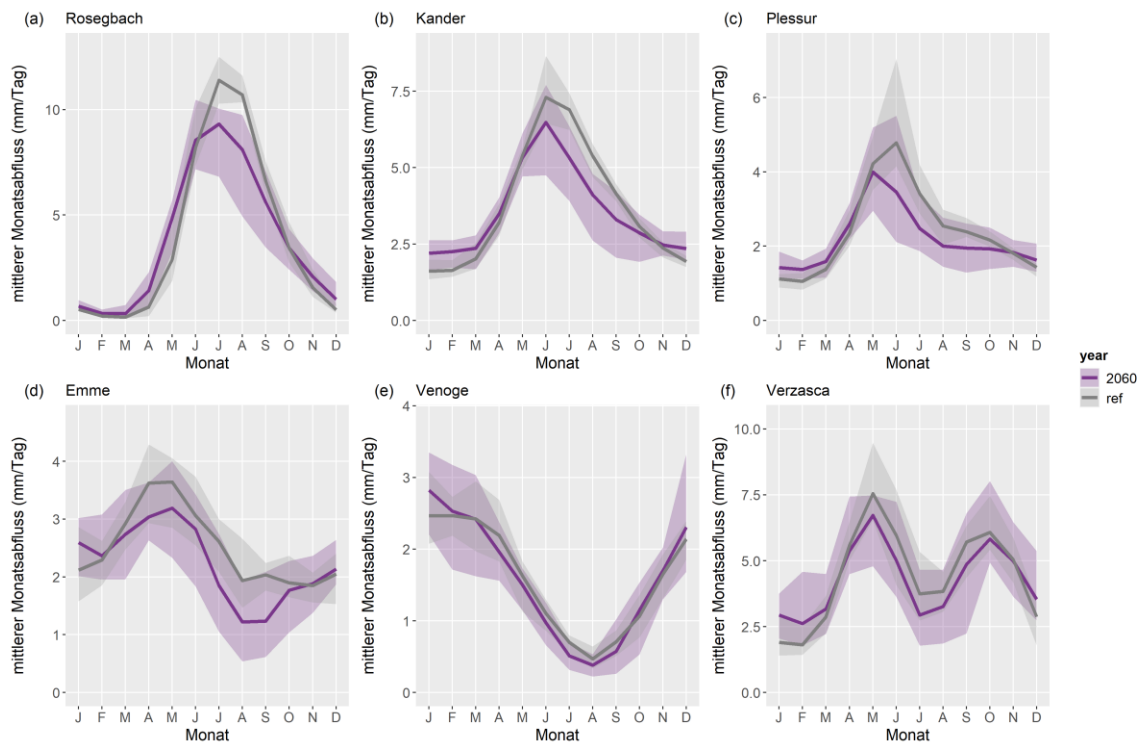 (a) Rosegbach
(b) Kander
(c) Plessur
mittlerer Monatsabfluss (mm/Tag)
10
5
0
J F M A M J J A S O N D
Monat
mittlerer Monatsabfluss (mm/Tag)
7.5
5.0
2.5
0.0
J F M A M J J A S O N D
Monat
mittlerer Monatsabfluss (mm/Tag)
6
4
2
0
J F M A M J J A S O N D
Monat
year
2060
ref
(d) Emme
(e) Venoge
(f) Verzasca
mittlerer Monatsabfluss (mm/Tag)
4
3
2
1
0
J F M A M J J A S O N D
Monat
mittlerer Monatsabfluss (mm/Tag)
4
3
2
1
0
J F M A M J J A S O N D
Monat
mittlerer Monatsabfluss (mm/Tag)
10.0
7.5
5.0
2.5
0.0
J F M A M J J A S O N D
Monat